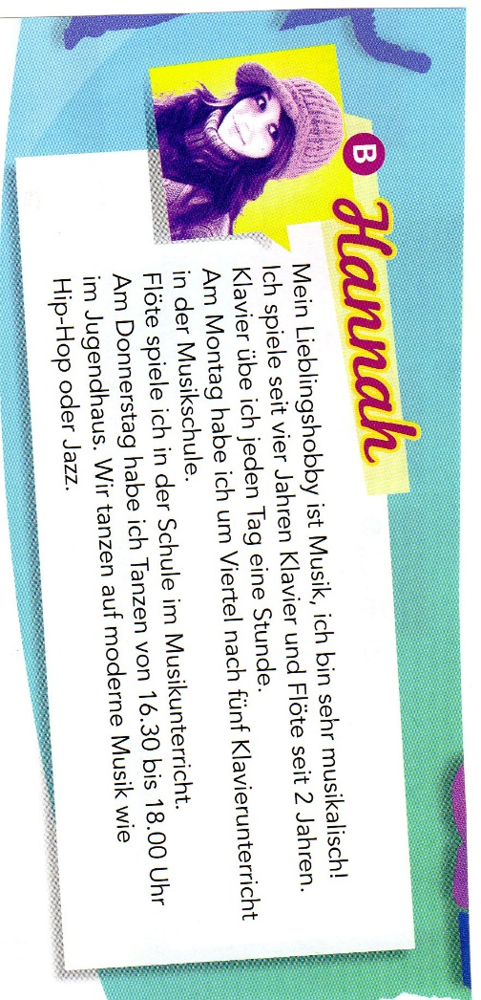 B
Hannah
Mein Lieblingshobby ist Musik, ich bin sehr musikalisch!
Ich spiele seit vier Jahren Klavier und Flöte seit 2 Jahren.
Klavier übe ich jeden Tag eine Stunde.
Am Montag habe ich um Viertel nach fünf Klavierunterricht
in der Musikschule.
Flöte spiele ich in der Schule im Musikunterricht.
Am Donnerstag habe ich Tanzen von 16.30 bis 18.00 Uhr
im Jugendhaus. Wir tanzen auf moderne Musik wie
Hip-Hop oder Jazz.